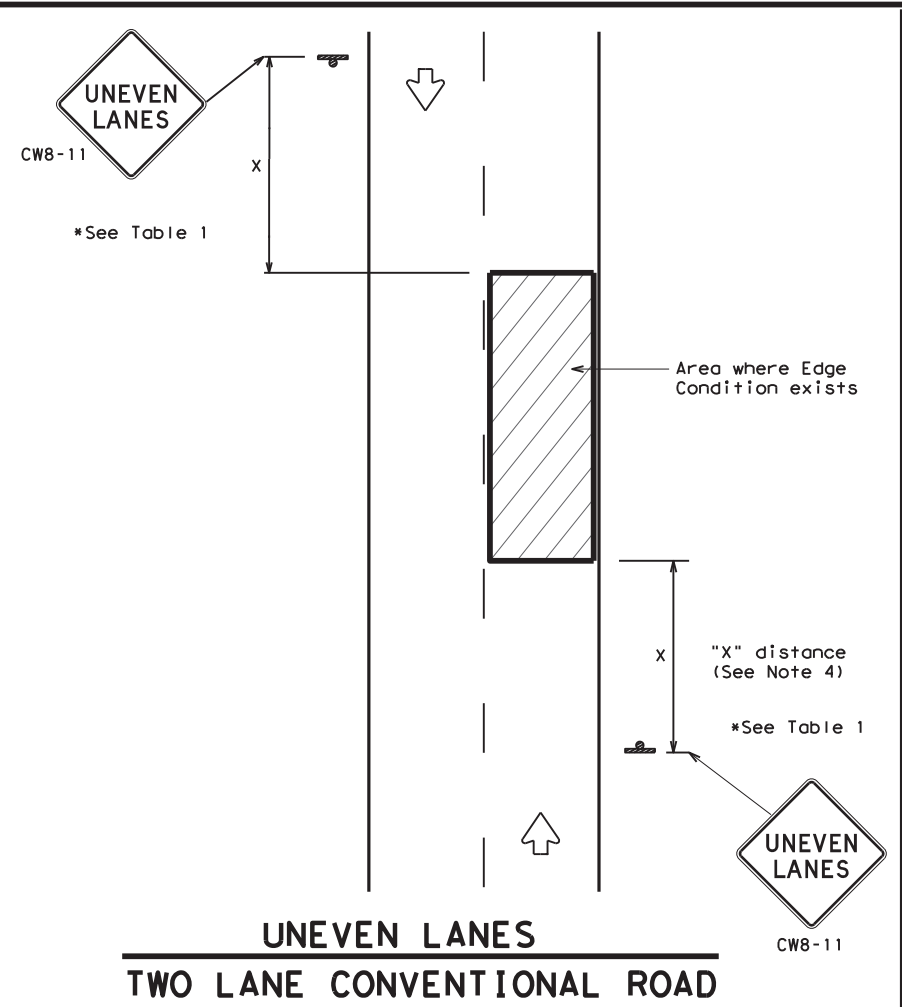 UNEVEN
LANES
CW8-11
X
*See Table 1
Area where Edge
Condition exists
X
"X" distance
(See Note 4)
*See Table 1
UNEVEN
LANES
CW8-11
UNEVEN LANES
TWO LANE CONVENTIONAL ROAD